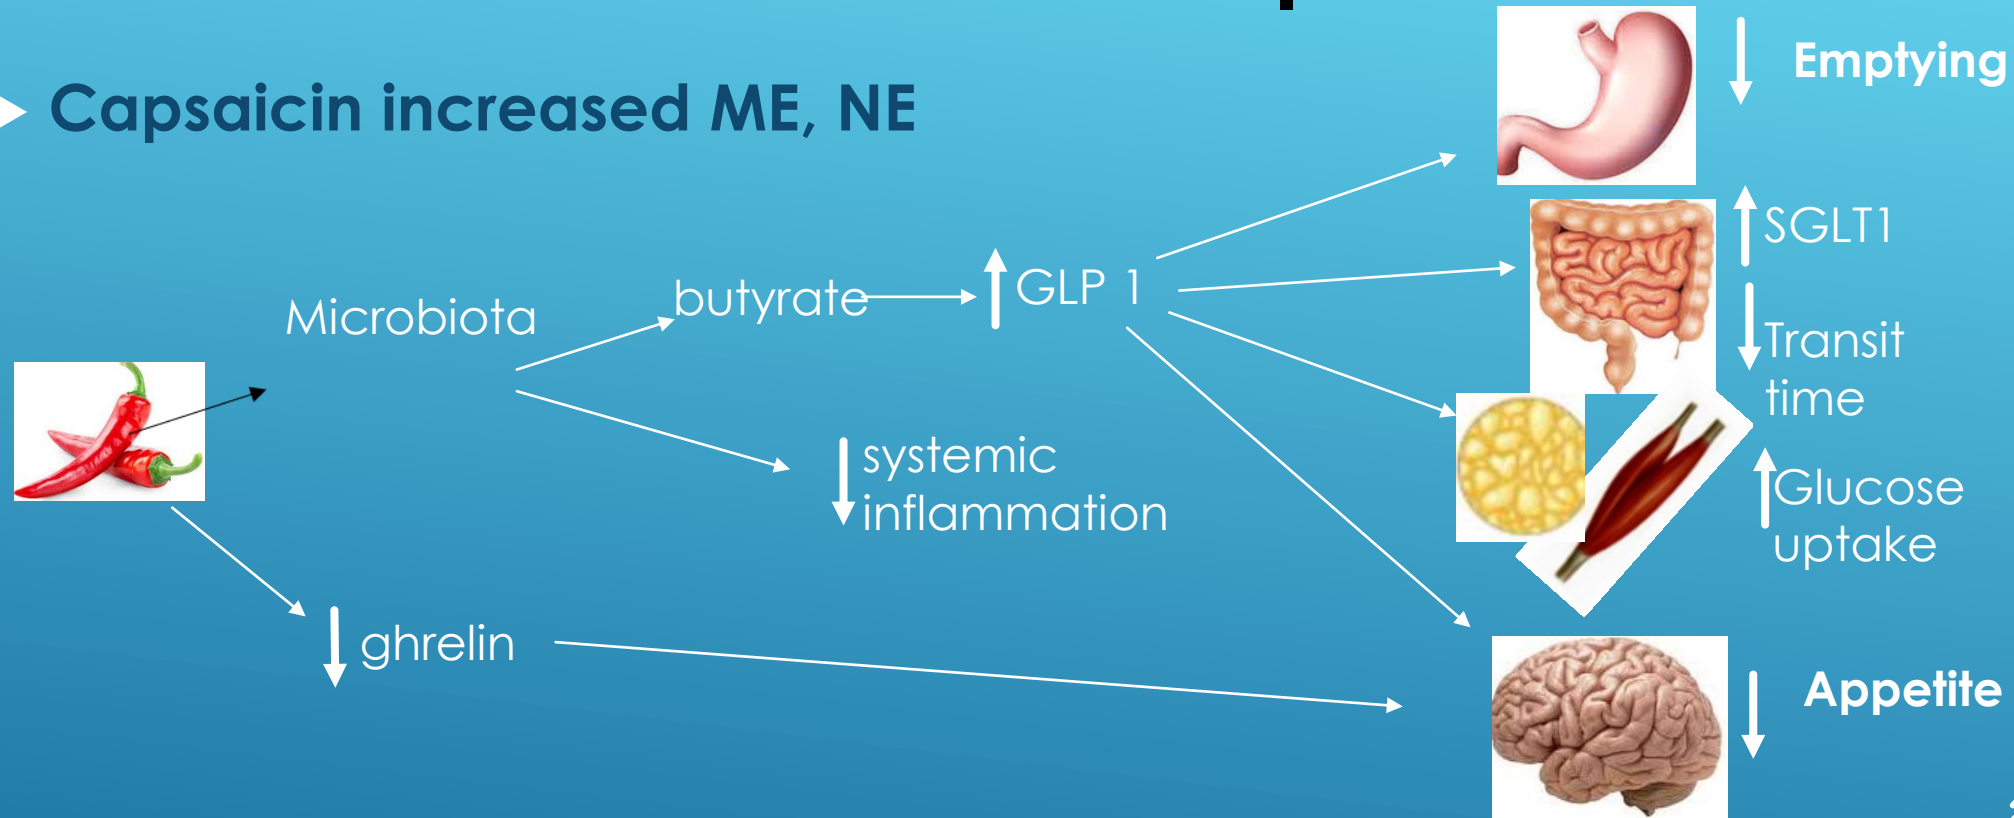 Capsaicin increased ME, NE
Emptying
SGLT1
Transit
time
Microbiota
butyrate
GLP 1
systemic
inflammation
Glucose
uptake
ghrelin
Appetite